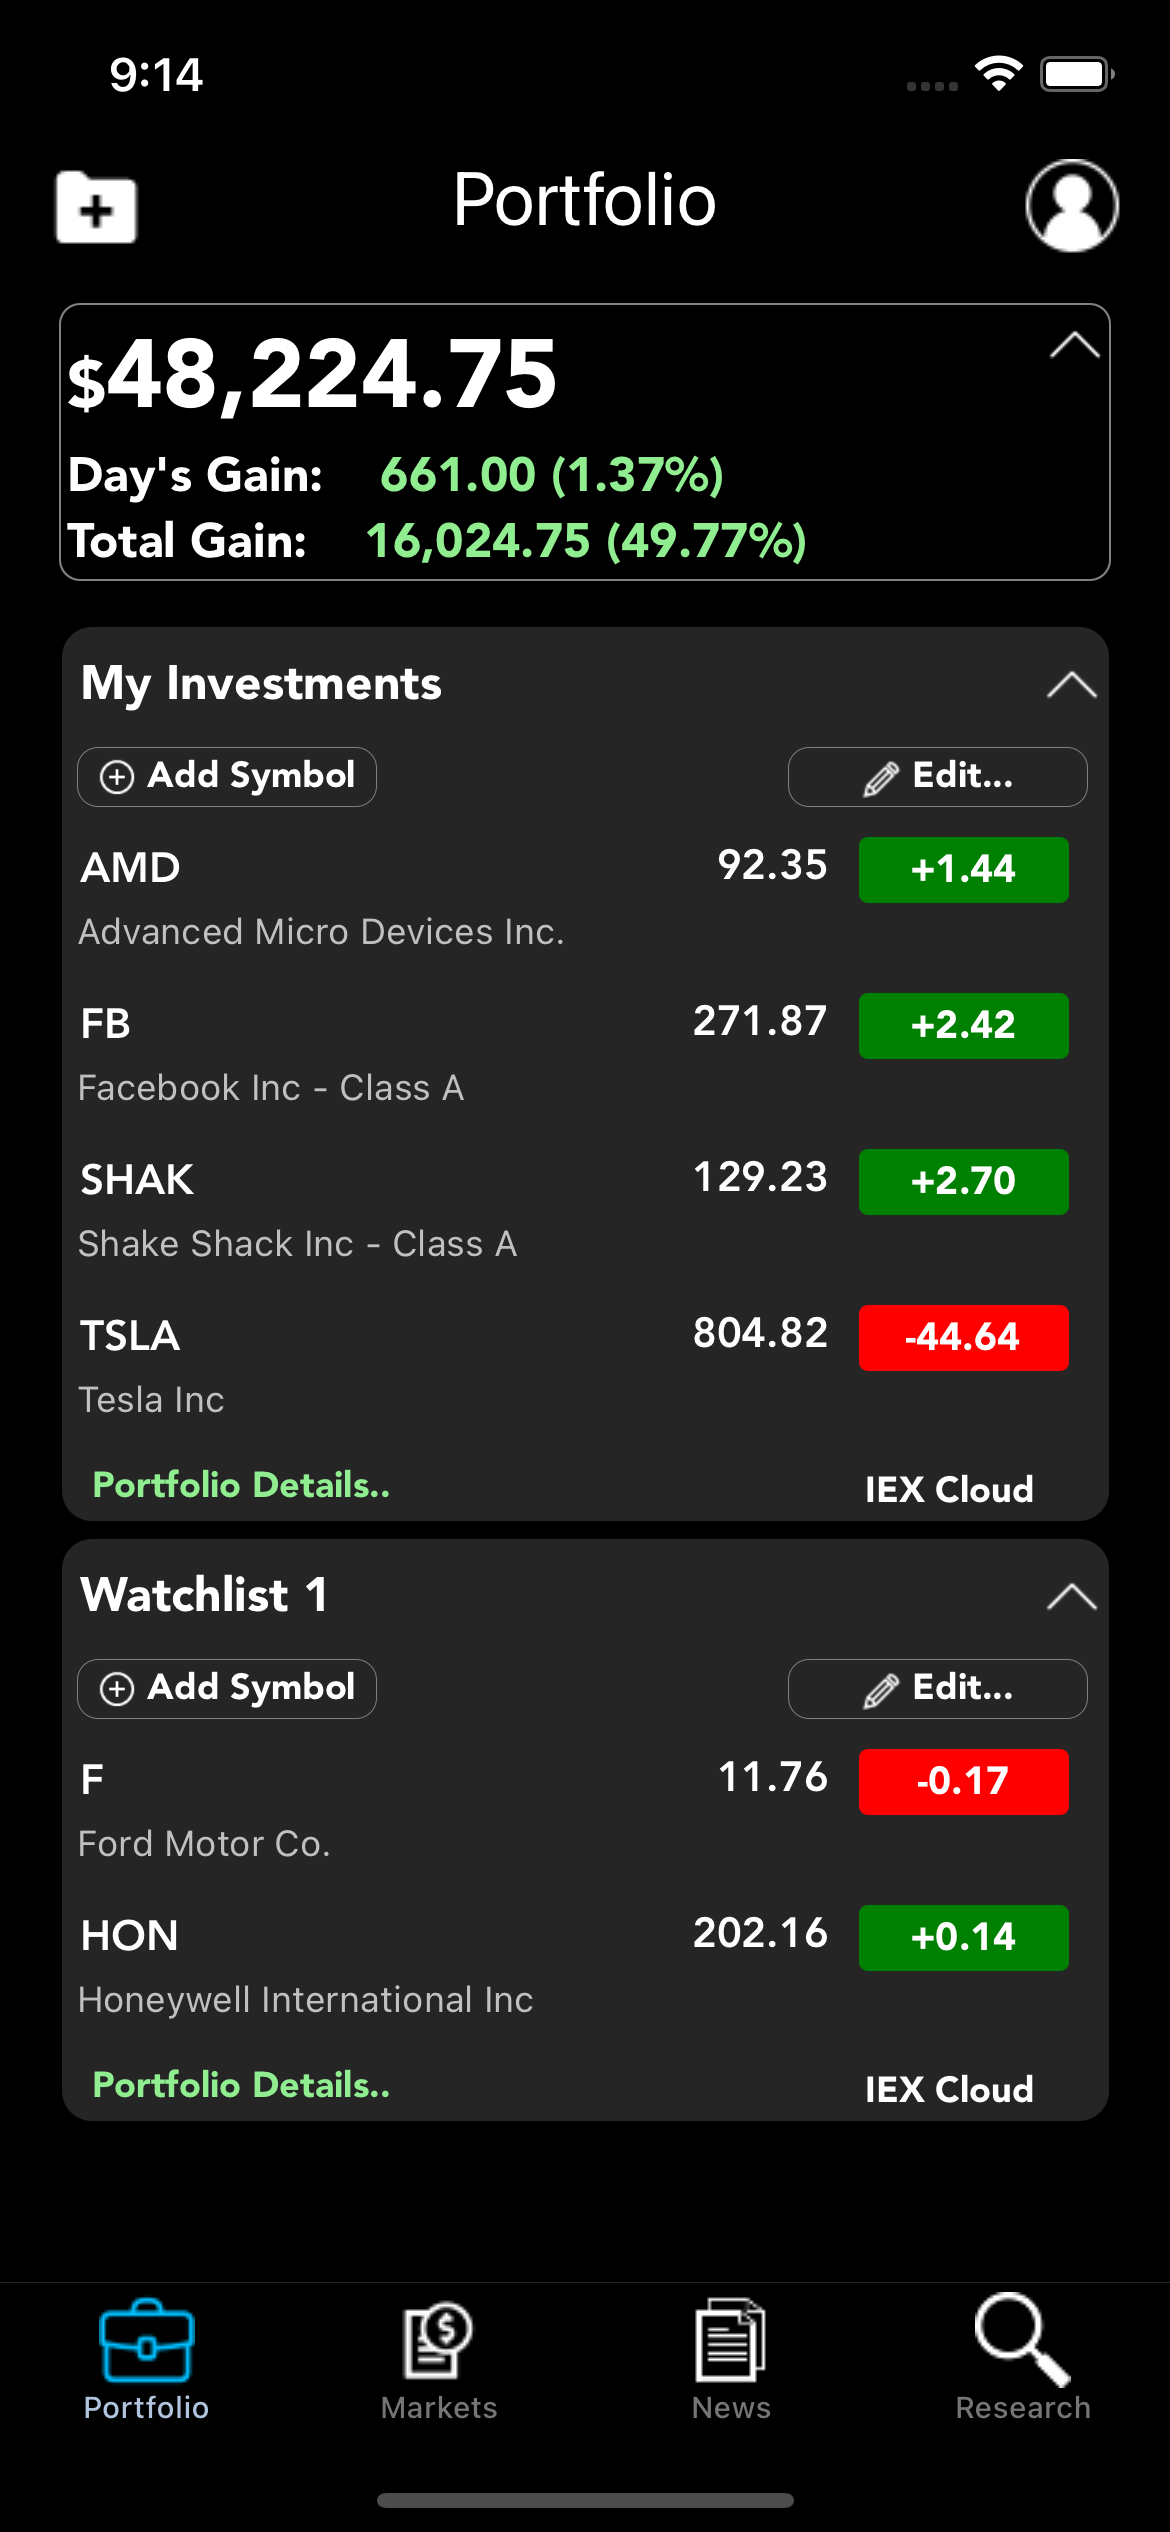 9:14
Portfolio
$48,224.75
Day's Gain: 661.00 (1.37%)
Total Gain: 16,024.75 (49.77%)
My Investments
Add Symbol Edit...
AMD 92.35 +1.44
Advanced Micro Devices Inc.
FB 271.87 +2.42
Facebook Inc - Class A
SHAK 129.23 +2.70
Shake Shack Inc - Class A
TSLA 804.82 -44.64
Tesla Inc
Portfolio Details.. IEX Cloud
Watchlist 1
Add Symbol Edit...
F 11.76 -0.17
Ford Motor Co.
HON 202.16 +0.14
Honeywell International Inc
Portfolio Details.. IEX Cloud
Portfolio Markets News Research